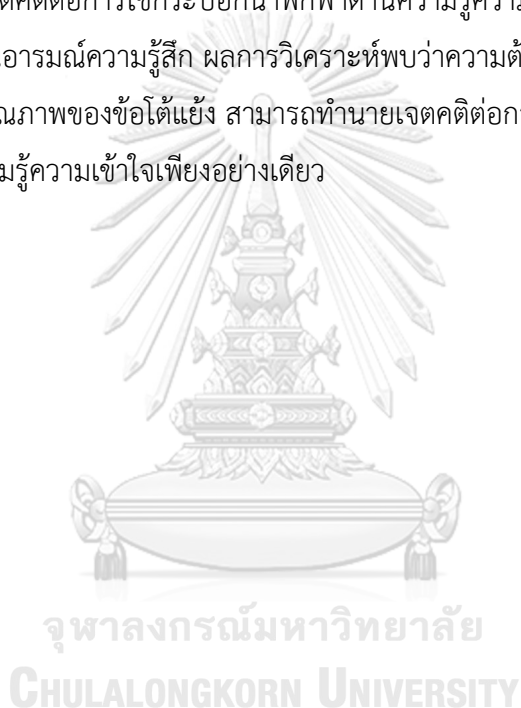 ดคติต่อการใช้กระบอกน้ำพกพาด้านความรู้ความ
อารมณ์ความรู้สึก ผลการวิเคราะห์พบว่าความต้
ณภาพของข้อโต้แย้ง สามารถทำนายเจตคติต่อกา
มรู้ความเข้าใจเพียงอย่างเดียว
จุฬาลงกรณ์มหาวิทยาลัย
CHULALONGKORN UNIVERSITY